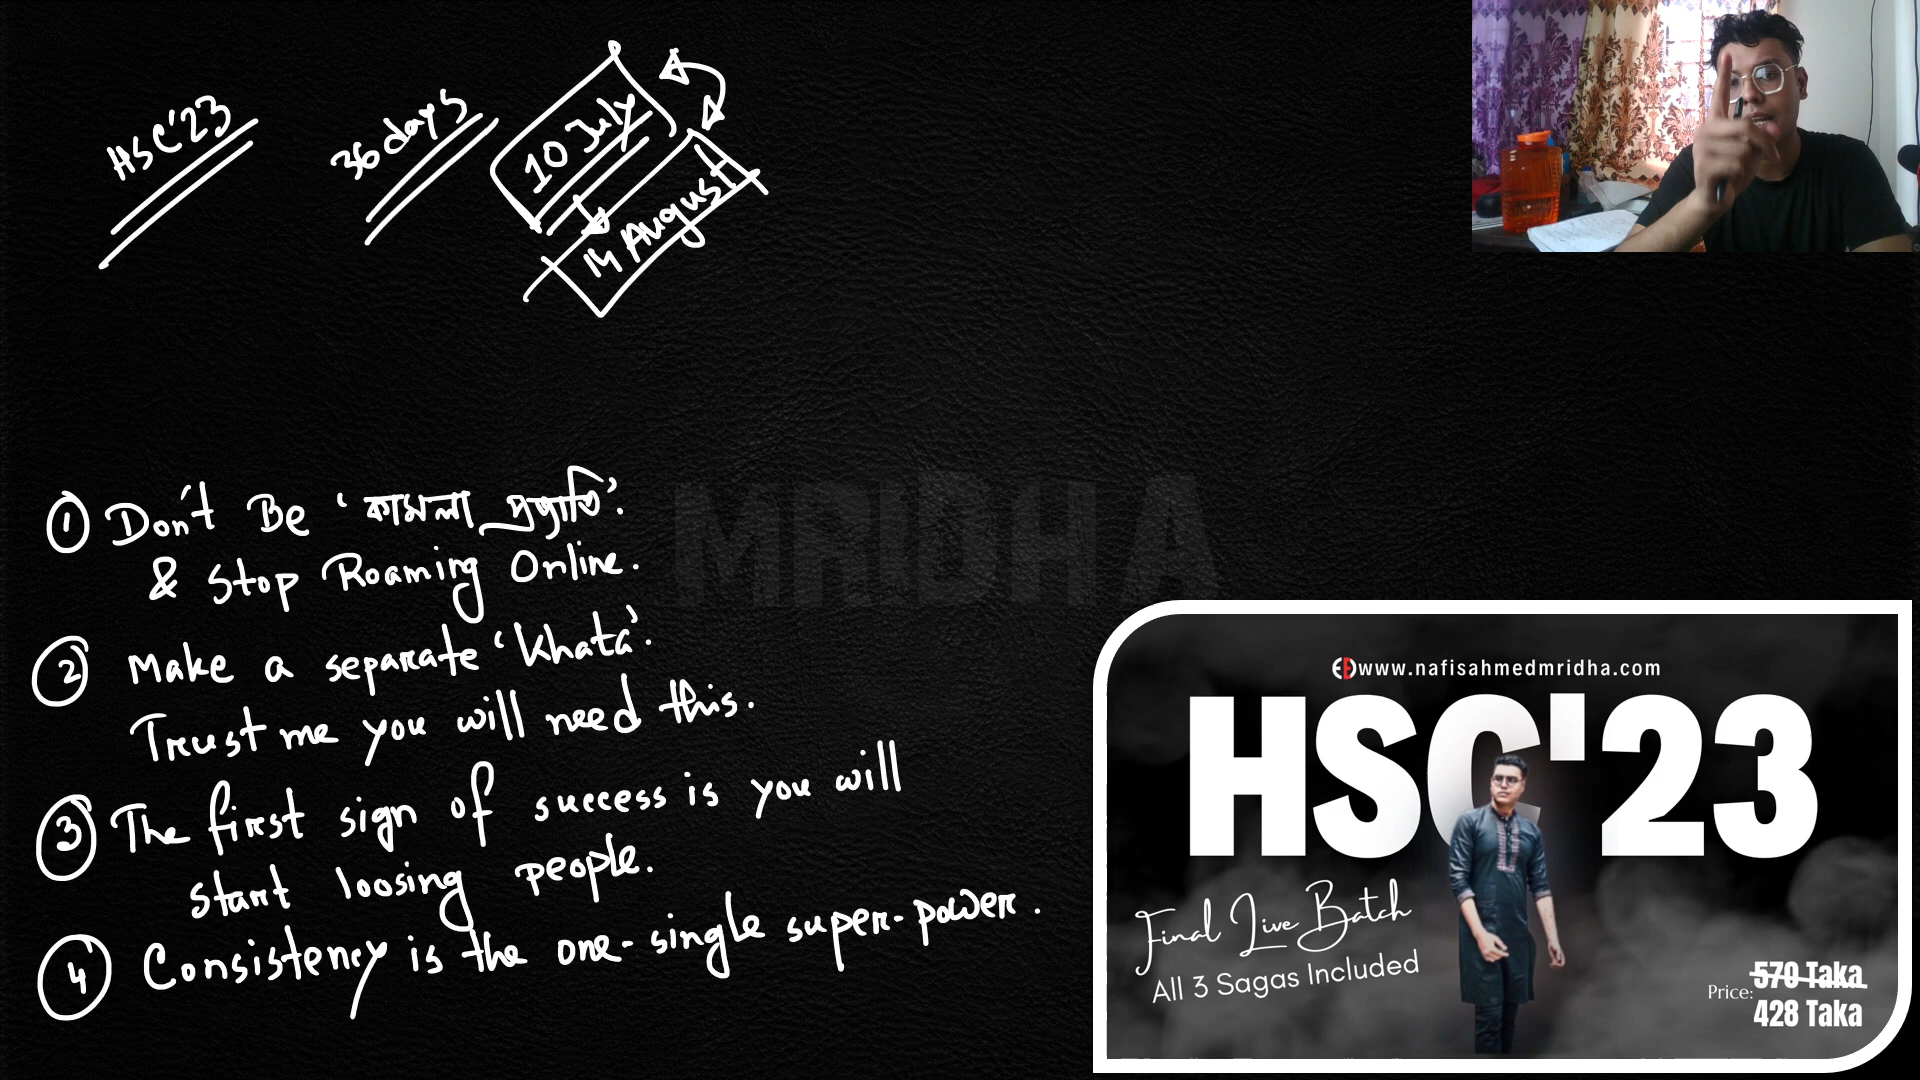 HSC'23
36 days
10 July
14 August
① Don't Be 'কামলা প্রজাতি'.
& Stop Roaming Online.
② Make a separate 'Khata'.
Trust me you will need this.
③ The first sign of success is you will
start loosing people.
④ Consistency is the one-single super-power.
MRIDHA
www.nafisahmedmridha.com
HSC'23
Final Live Batch
All 3 Sagas Included
Price: 570 Taka
428 Taka